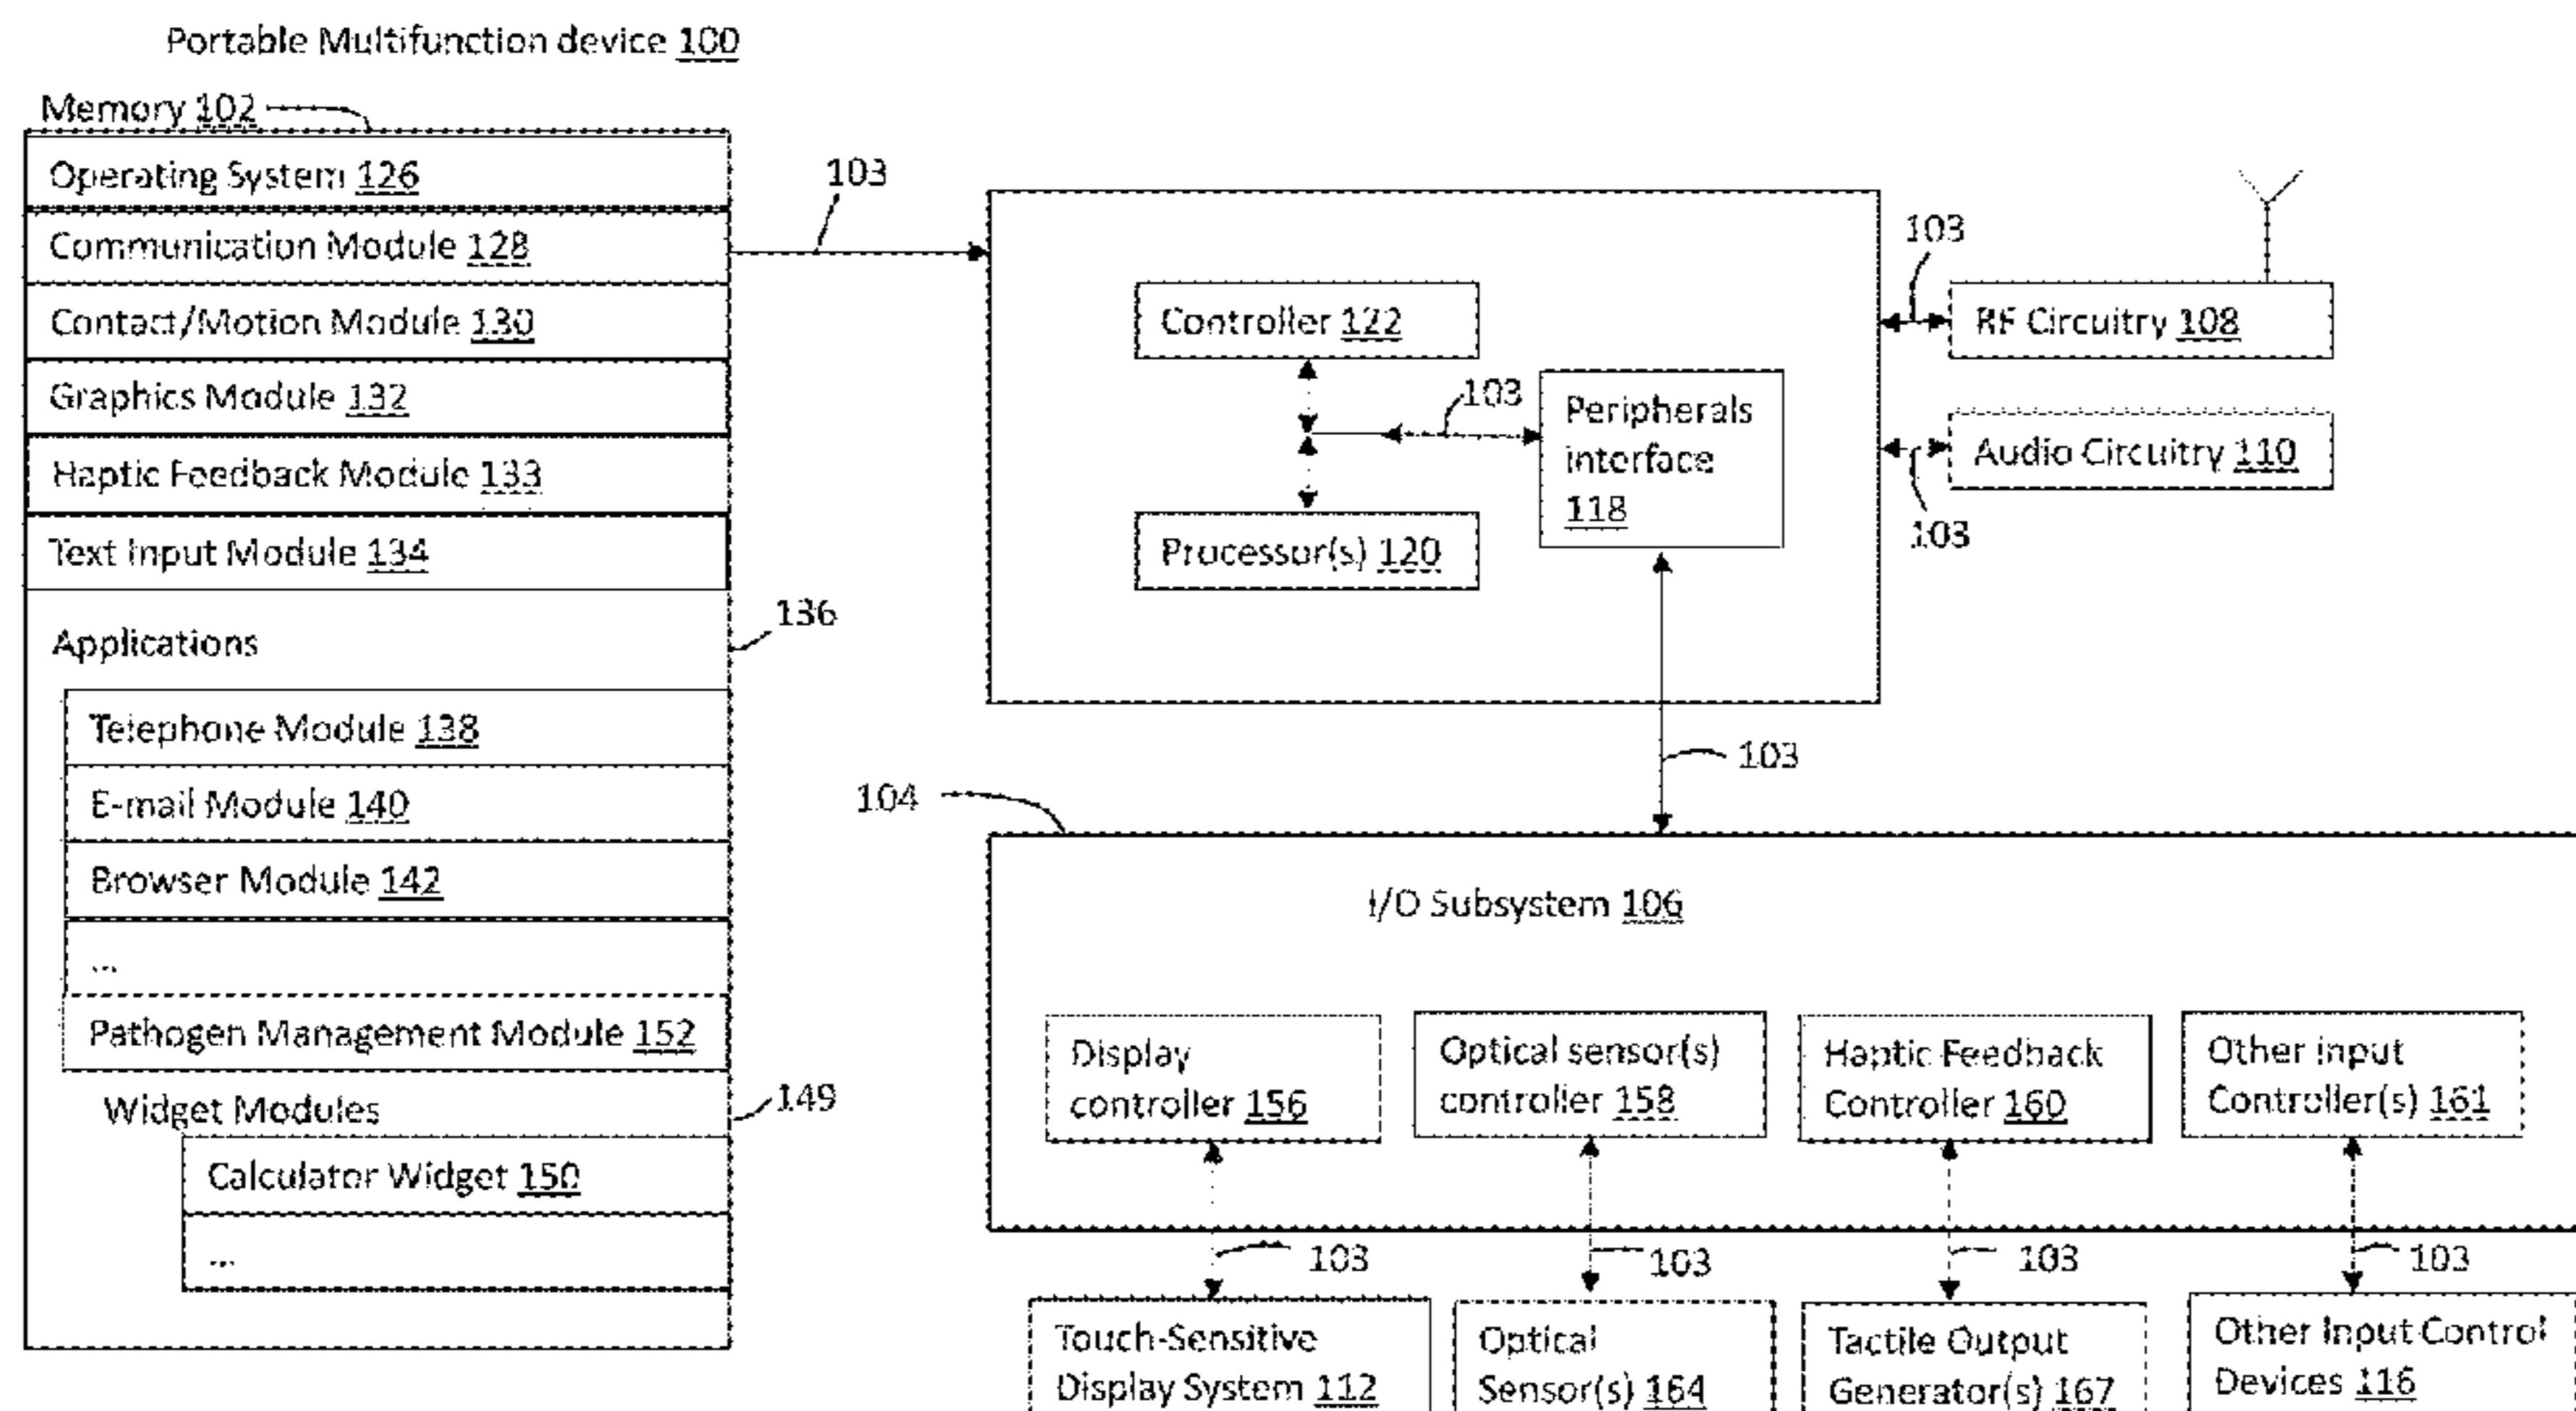 Portable Multifunction device 100
Memory 102
Operating System 126
Communication Module 128
Contact/Motion Module 130
Graphics Module 132
Haptic Feedback Module 133
Text Input Module 134
Applications
136
Telephone Module 138
E-mail Module 140
Browser Module 142
...
Pathogen Management Module 152
Widget Modules
149
Calculator Widget 150
...
103
Controller 122
103
Peripherals
interface
118
Processor(s) 120
103
RF Circuitry 108
Audio Circuitry 110
103
103
104
I/O Subsystem 106
Display
controller 156
Optical sensor(s)
controller 158
Haptic Feedback
Controller 160
Other input
Controller(s) 161
103
103
103
103
Touch-Sensitive
Display System 112
Optical
Sensor(s) 164
Tactile Output
Generator(s) 167
Other Input Control
Devices 116